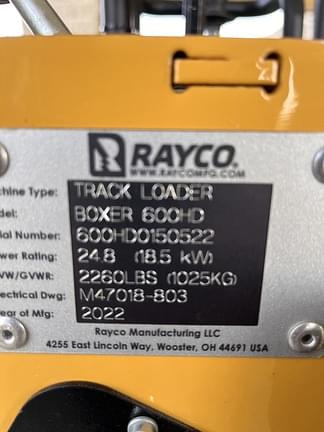 RAYCO.
WWW.RAYCOMFG.COM
chine Type: TRACK LOADER
del: BOXER 600HD
ial Number: 600HD0150522
wer Rating: 24.8 (18.5 kW)
VW/GVWR: 2260LBS (1025KG)
ectrical Dwg: M47018-803
ear of Mfg: 2022
Rayco Manufacturing LLC
4255 East Lincoln Way, Wooster, OH 44691 USA